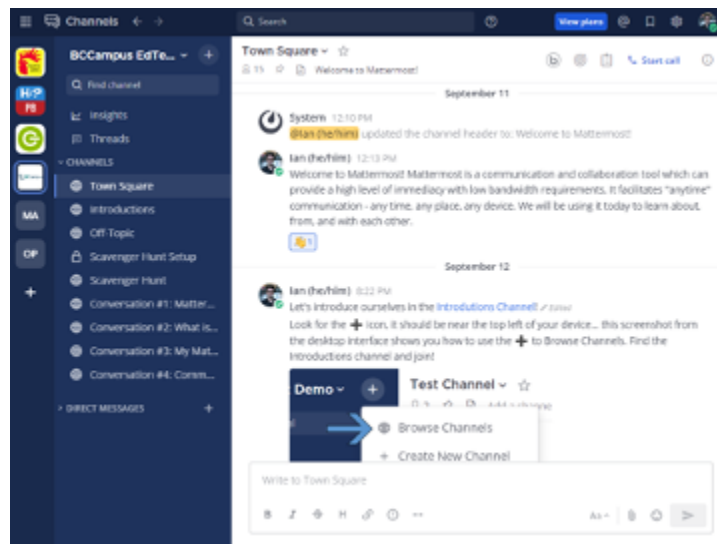 Channels
Search
View plans
BCCampus EdTe...
Find channel
Insights
Threads
CHANNELS
Town Square
Introductions
Off-Topic
Scavenger Hunt Setup
Scavenger Hunt
Conversation #1: Matter...
Conversation #2: What is...
Conversation #3: My Mat...
Conversation #4: Comm...
DIRECT MESSAGES
H5P
PB
MA
OP
Town Square
15
Welcome to Mattermost!
Start call
September 11
System 12:10 PM
@Ian (he/him) updated the channel header to: Welcome to Mattermost!
Ian (he/him) 12:13 PM
Welcome to Mattermost! Mattermost is a communication and collaboration tool which can
provide a high level of immediacy with low bandwidth requirements. It facilitates "anytime"
communication - any time, any place, any device. We will be using it today to learn about,
from, and with each other.
1
September 12
Ian (he/him) 8:22 PM
Let's introduce ourselves in the Introdutions Channel! Edited
Look for the + icon, it should be near the top left of your device... this screenshot from
the desktop interface shows you how to use the + to Browse Channels. Find the
Introductions channel and join!
Demo
Test Channel
Add a channe
Browse Channels
Create New Channel
Write to Town Square
B I H
Aa